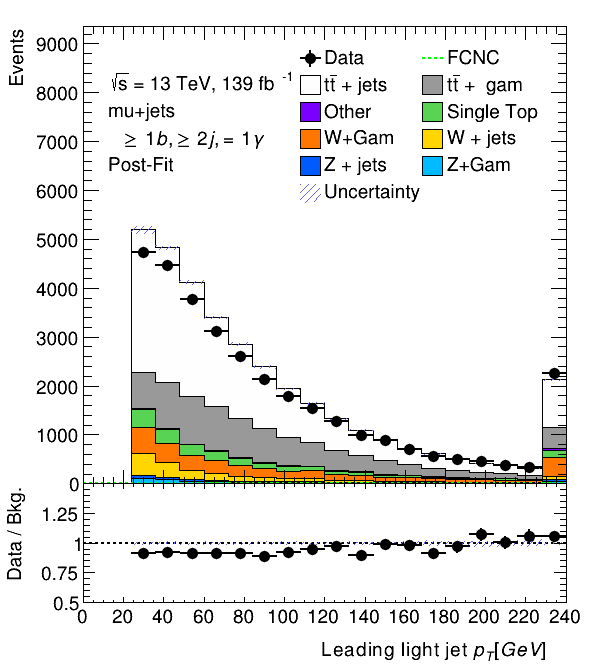 Events
9000
8000
7000
6000
5000
4000
3000
2000
1000
0
√s = 13 TeV, 139 fb -1
mu+jets
≥ 1b, ≥ 2j, = 1γ
Post-Fit
Data
FCNC
tt̄ + jets
tt̄ + gam
Other
Single Top
W+Gam
W + jets
Z + jets
Z+Gam
Uncertainty
Data / Bkg.
1.25
1
0.75
0.5
0 20 40 60 80 100 120 140 160 180 200 220 240
Leading light jet pT[GeV]